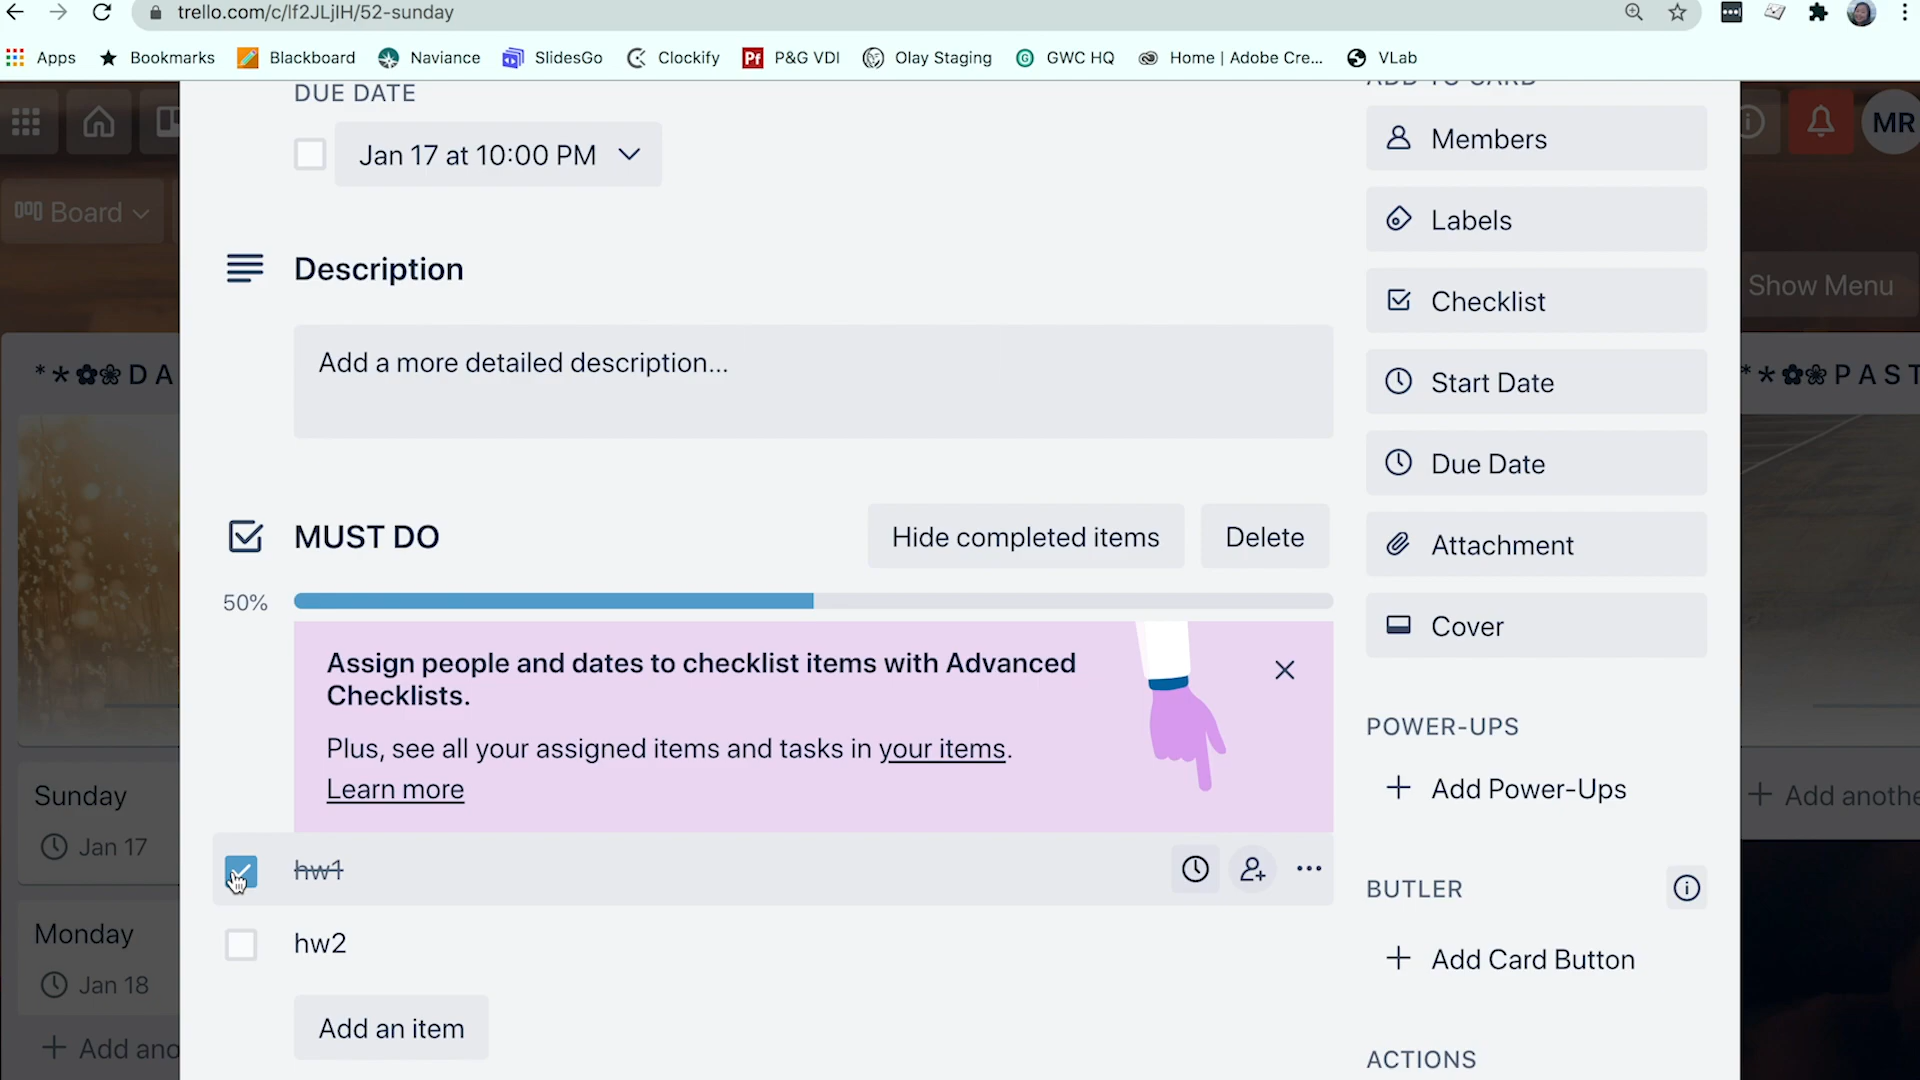 trello.com/c/lf2JLjlH/52-sunday
Apps Bookmarks Blackboard Naviance SlidesGo Clockify P&G VDI Olay Staging GWC HQ Home | Adobe Cre... VLab
DUE DATE
Jan 17 at 10:00 PM
Description
Add a more detailed description...
MUST DO
Hide completed items
Delete
50%
Assign people and dates to checklist items with Advanced
Checklists.
Plus, see all your assigned items and tasks in your items.
Learn more
hw1
hw2
Add an item
ADD TO CARD
Members
Labels
Checklist
Start Date
Due Date
Attachment
Cover
POWER-UPS
+ Add Power-Ups
BUTLER
+ Add Card Button
ACTIONS
Board
**✿❀DA
Sunday
Jan 17
Monday
Jan 18
+ Add ano
MR
Show Menu
**✿❀PAST
+ Add anothe